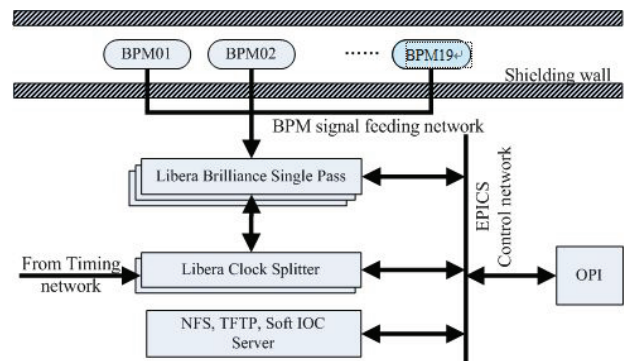 BPM01
BPM02
......
BPM19↵
Shielding wall
BPM signal feeding network
Libera Brilliance Single Pass
EPICS
Control network
From Timing
network
Libera Clock Splitter
OPI
NFS, TFTP, Soft IOC
Server